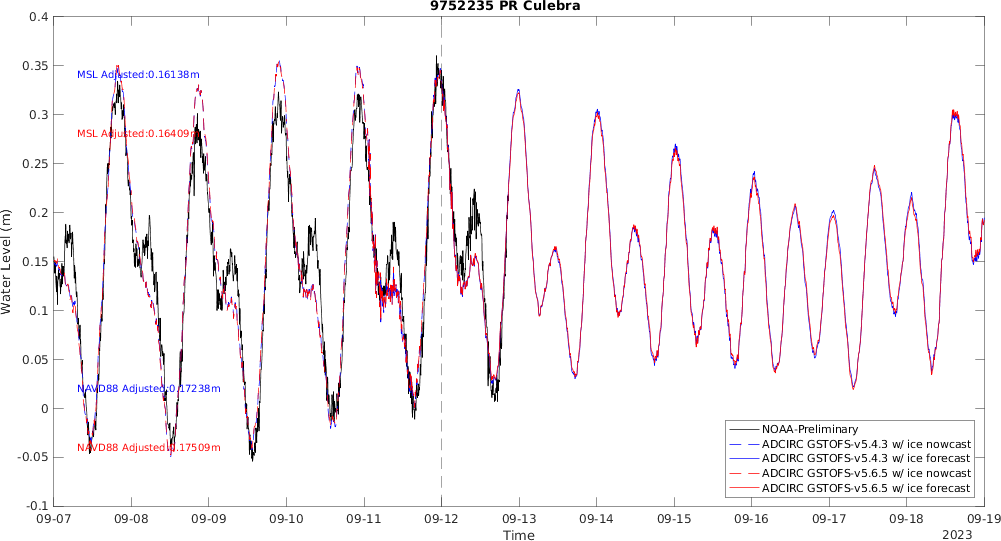 9752235 PR Culebra
0.4
0.35
0.3
0.25
0.2
0.15
0.1
0.05
0
-0.05
-0.1
Water Level (m)
MSL Adjusted:0.16138m
MSL Adjusted:0.16409m
NAVD88 Adjusted:0.17238m
NAVD88 Adjusted:0.17509m
NOAA-Preliminary
ADCIRC GSTOFS-v5.4.3 w/ ice nowcast
ADCIRC GSTOFS-v5.4.3 w/ ice forecast
ADCIRC GSTOFS-v5.6.5 w/ ice nowcast
ADCIRC GSTOFS-v5.6.5 w/ ice forecast
09-07 09-08 09-09 09-10 09-11 09-12 09-13 09-14 09-15 09-16 09-17 09-18 09-19
Time
2023